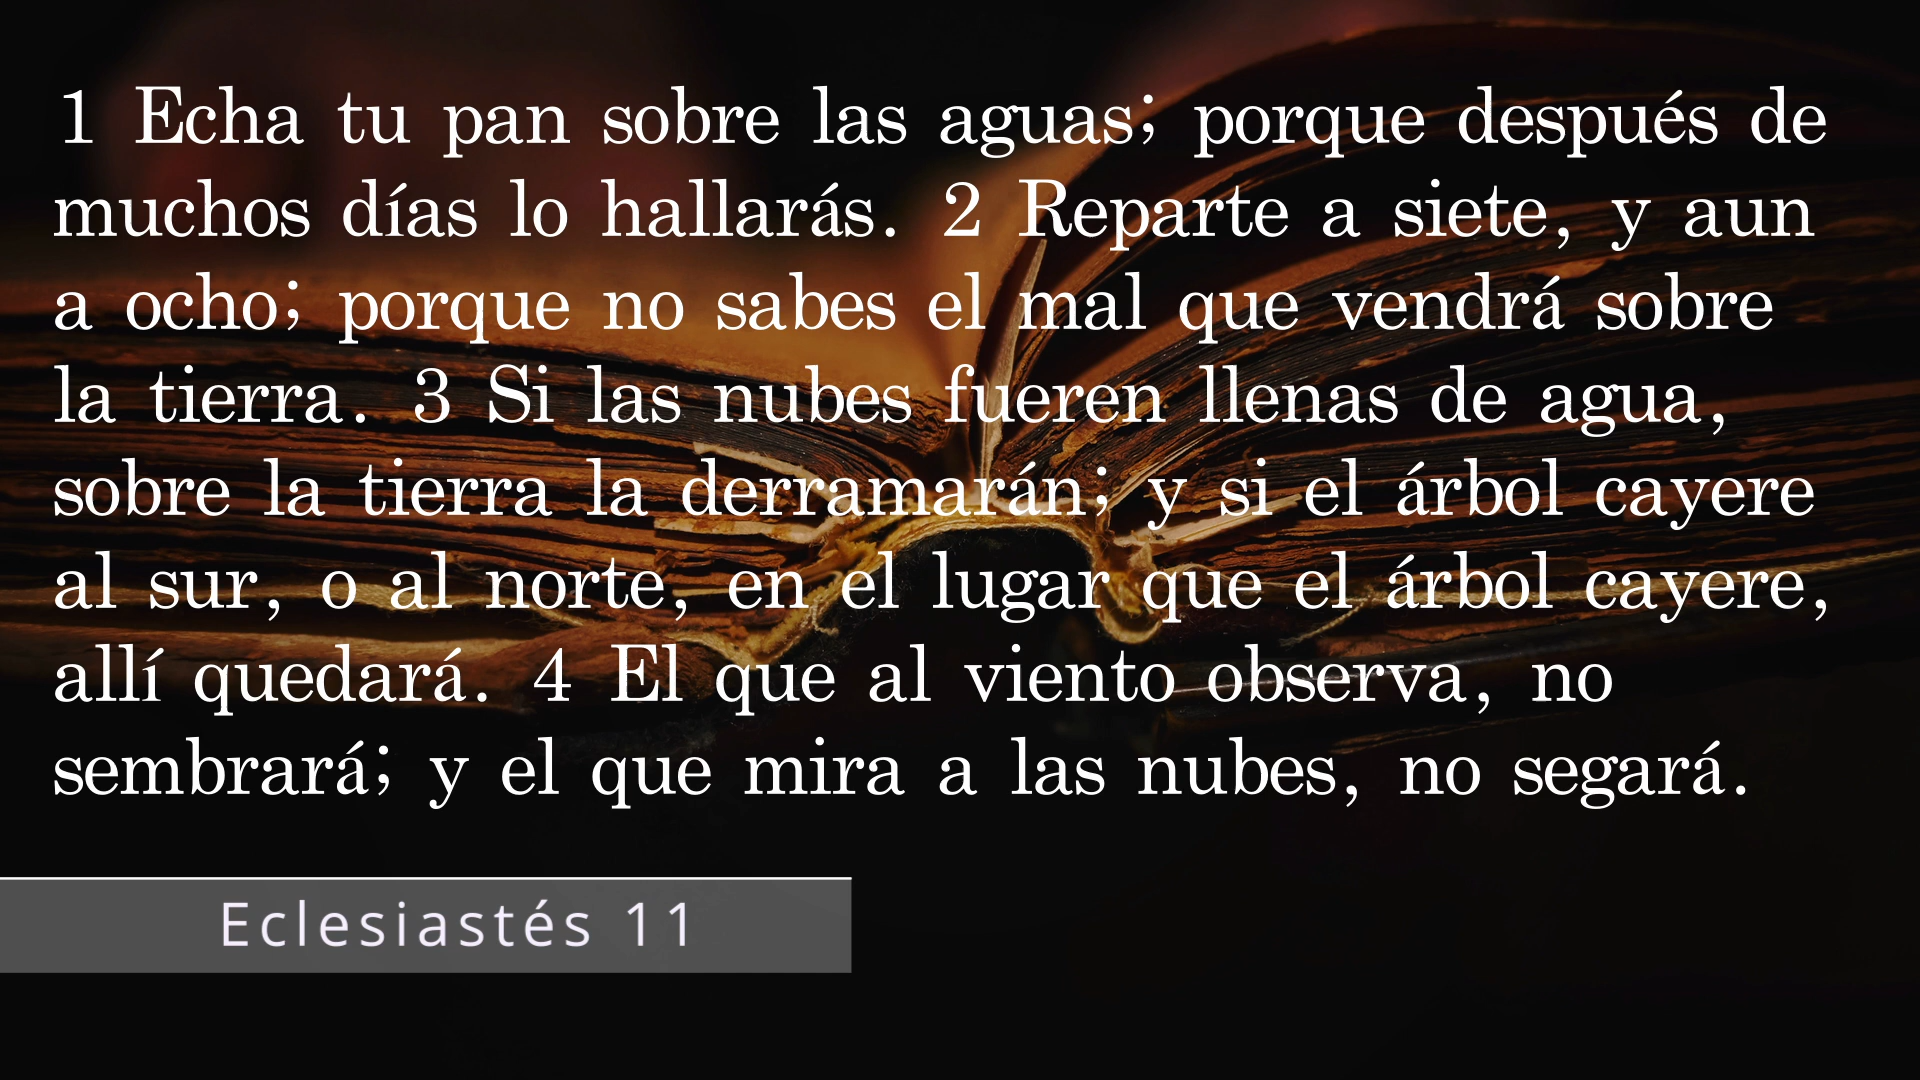 1 Echa tu pan sobre las aguas; porque después de
muchos días lo hallarás. 2 Reparte a siete, y aun
a ocho; porque no sabes el mal que vendrá sobre
la tierra. 3 Si las nubes fueren llenas de agua,
sobre la tierra la derramarán; y si el árbol cayere
al sur, o al norte, en el lugar que el árbol cayere,
allí quedará. 4 El que al viento observa, no
sembrará; y el que mira a las nubes, no segará.
Eclesiastés 11